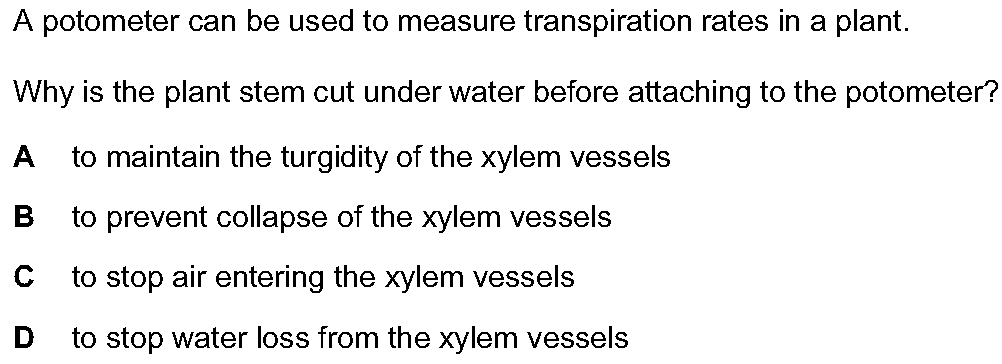 A potometer can be used to measure transpiration rates in a plant.
Why is the plant stem cut under water before attaching to the potometer?
A to maintain the turgidity of the xylem vessels
B to prevent collapse of the xylem vessels
C to stop air entering the xylem vessels
D to stop water loss from the xylem vessels